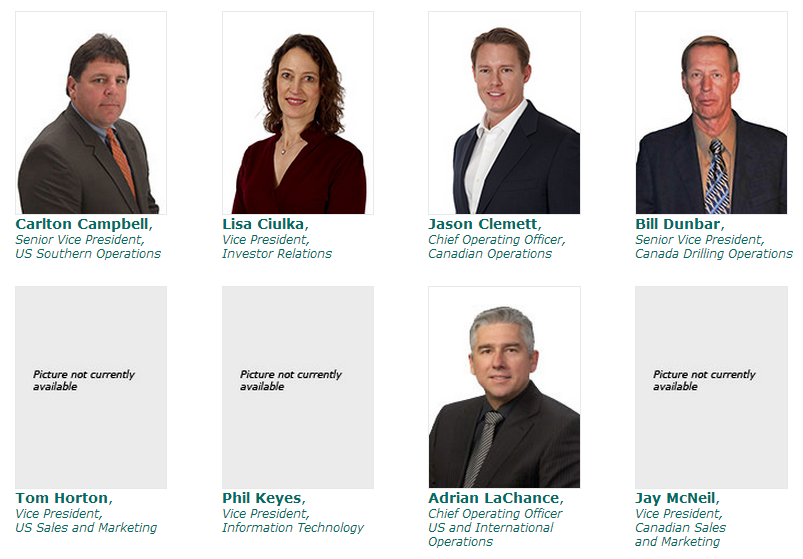 Carlton Campbell,
Senior Vice President,
US Southern Operations
Lisa Ciulka,
Vice President,
Investor Relations
Jason Clemett,
Chief Operating Officer,
Canadian Operations
Bill Dunbar,
Senior Vice President,
Canada Drilling Operations
Picture not currently
available
Tom Horton,
Vice President,
US Sales and Marketing
Picture not currently
available
Phil Keyes,
Vice President,
Information Technology
Adrian LaChance,
Chief Operating Officer
US and International
Operations
Picture not currently
available
Jay McNeil,
Vice President,
Canadian Sales
and Marketing